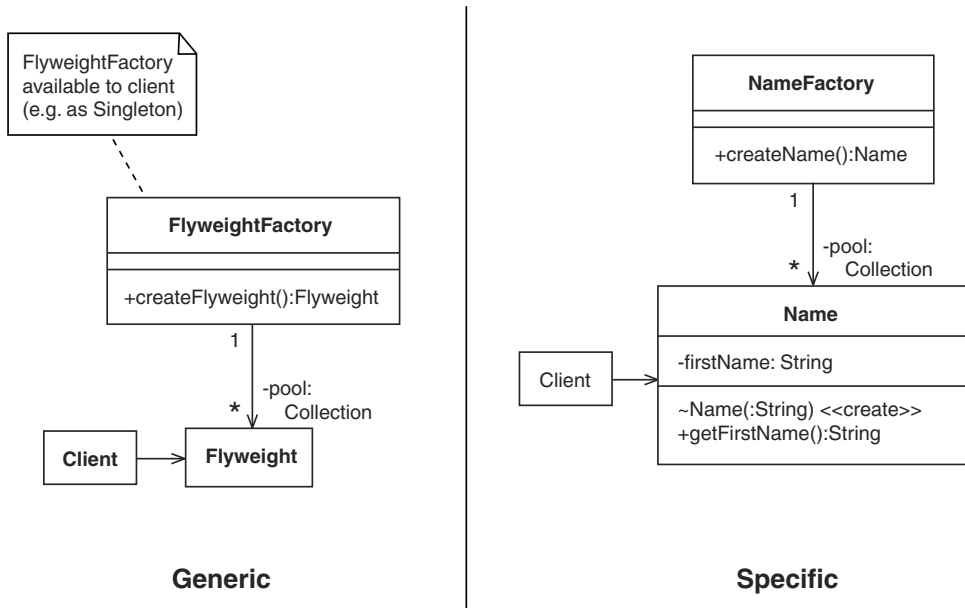 FlyweightFactory
available to client
(e.g. as Singleton)
FlyweightFactory
+createFlyweight():Flyweight
1
-pool:
*
Collection
Client
Flyweight
Generic
NameFactory
+createName():Name
1
-pool:
*
Collection
Name
-firstName: String
Client
~Name(:String) <<create>>
+getFirstName():String
Specific